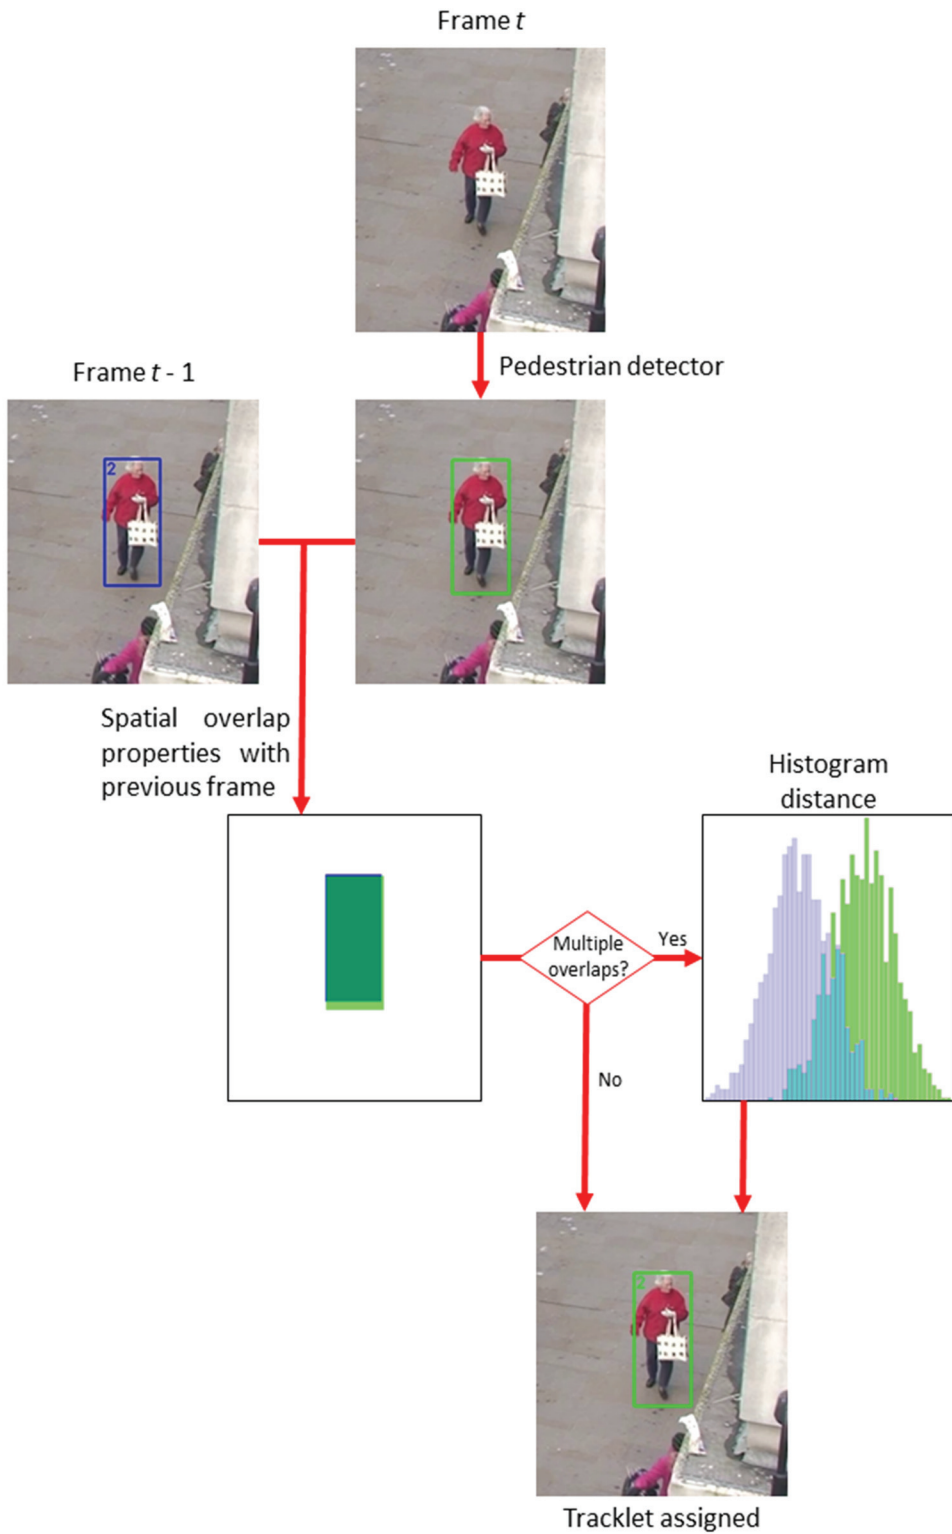 Frame t
Pedestrian detector
Frame t - 1
2
Spatial overlap
properties with
previous frame
Histogram
distance
Multiple
overlaps?
Yes
No
2
Tracklet assigned